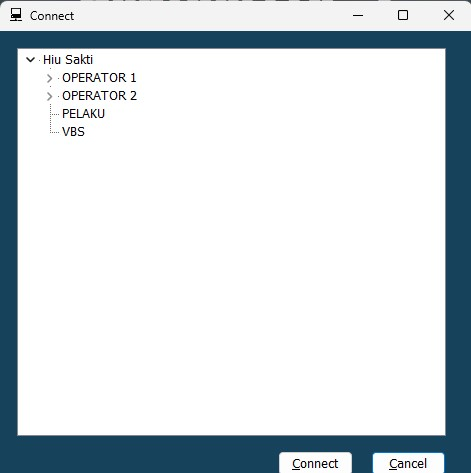 Connect
Hiu Sakti
OPERATOR 1
OPERATOR 2
PELAKU
VBS
Connect
Cancel